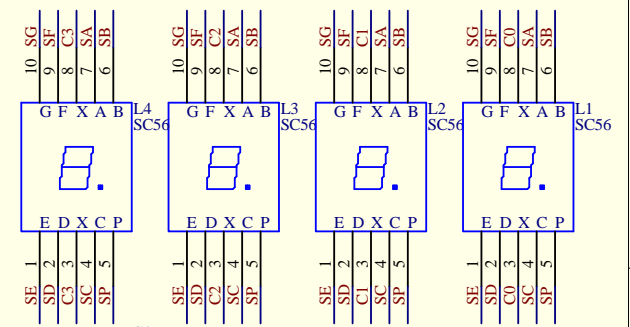 SG SF C3 SA SB SG SF C2 SA SB SG SF C1 SA SB SG SF C0 SA SB
10 9 8 7 6 10 9 8 7 6 10 9 8 7 6 10 9 8 7 6
G F X A B L4 G F X A B L3 G F X A B L2 G F X A B L1
SC56 SC56 SC56 SC56
8. 8. 8. 8.
E D X C P E D X C P E D X C P E D X C P
1 2 3 4 5 1 2 3 4 5 1 2 3 4 5 1 2 3 4 5
SE SD C3 SC SP SE SD C2 SC SP SE SD C1 SC SP SE SD C0 SC SP